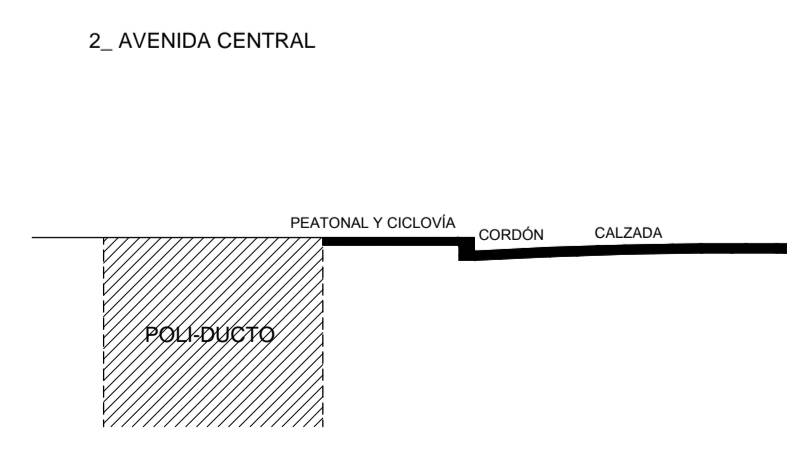 2_ AVENIDA CENTRAL
PEATONAL Y CICLOVÍA
CORDÓN
CALZADA
POLI-DUCTO